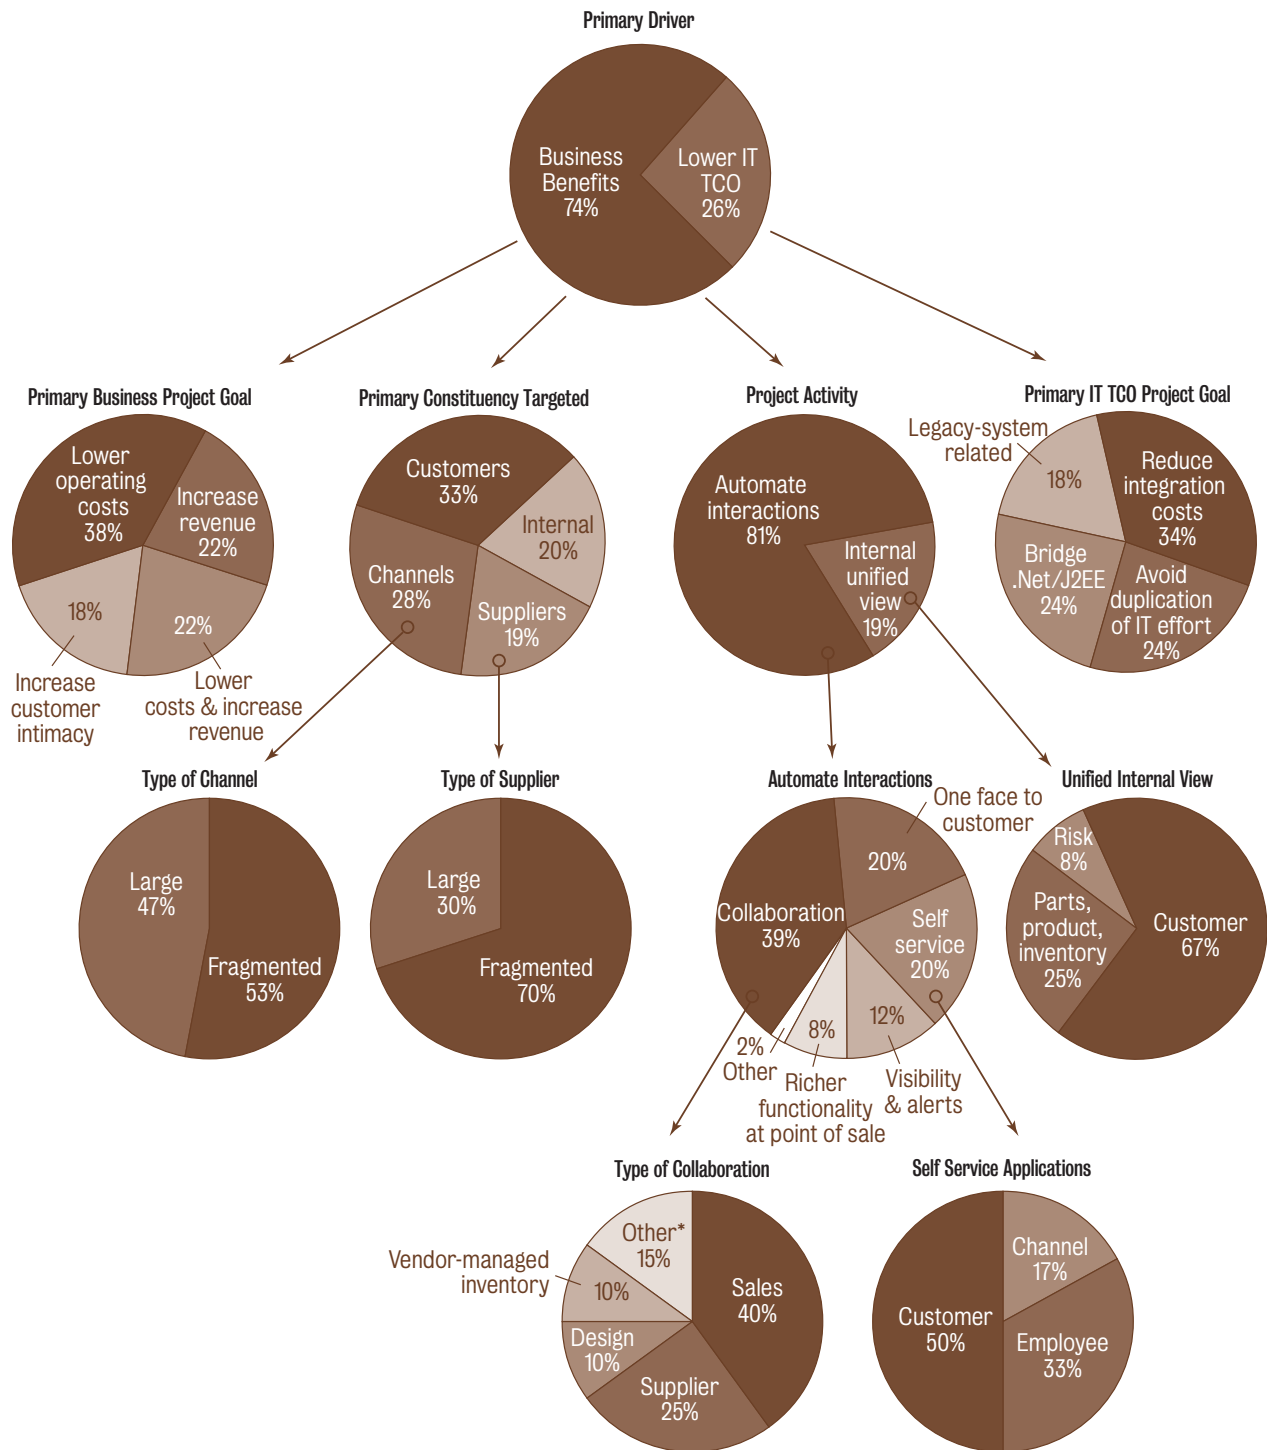 Primary Driver
Business
Benefits
74%
Lower IT
TCO
26%
Primary Business Project Goal
Lower
operating
costs
38%
Increase
revenue
22%
18%
22%
Increase
customer
intimacy
Lower
costs & increase
revenue
Primary Constituency Targeted
Customers
33%
Internal
20%
Channels
28%
Suppliers
19%
Project Activity
Automate
interactions
81%
Internal
unified
view
19%
Primary IT TCO Project Goal
Legacy-system
related
18%
Reduce
integration
costs
34%
Bridge
.Net/J2EE
24%
Avoid
duplication
of IT effort
24%
Type of Channel
Large
47%
Fragmented
53%
Type of Supplier
Large
30%
Fragmented
70%
Automate Interactions
One face to
customer
20%
Collaboration
39%
Self
service
20%
12%
8%
2%
Other
Richer
functionality
at point of sale
Visibility
& alerts
Unified Internal View
Risk
8%
Parts,
product,
inventory
25%
Customer
67%
Type of Collaboration
Other*
15%
Vendor-managed
inventory
10%
Sales
40%
Design
10%
Supplier
25%
Self Service Applications
Channel
17%
Customer
50%
Employee
33%